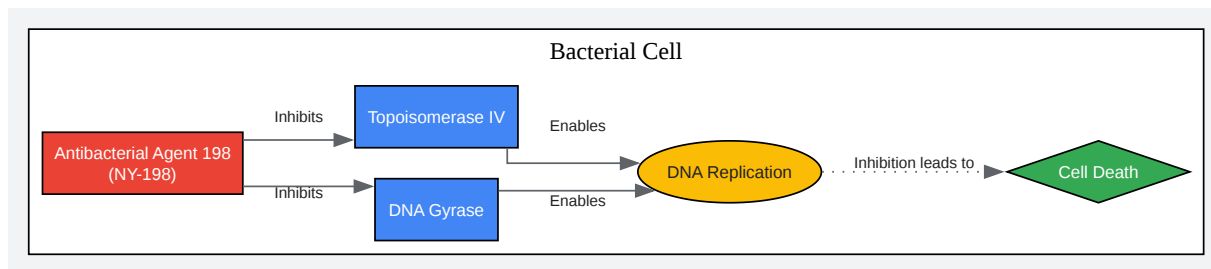 Bacterial Cell
Antibacterial Agent 198
(NY-198)
Inhibits
Inhibits
Topoisomerase IV
DNA Gyrase
Enables
Enables
DNA Replication
Inhibition leads to
Cell Death